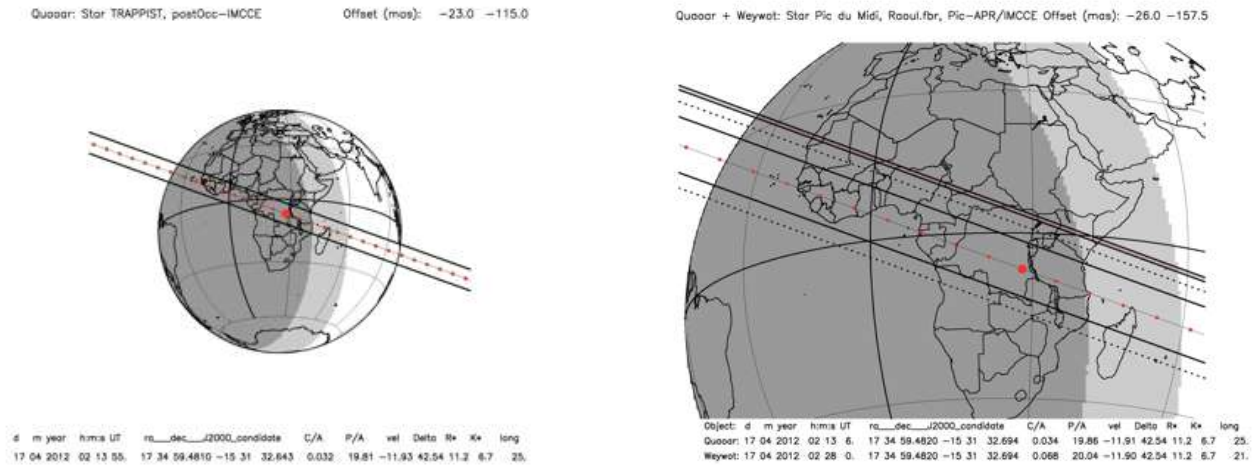 Quaoar: Star TRAPPIST, postOcc-IMCCE Offset (mas): -23.0 -115.0
d m year h:m:s UT ra___dec___J2000_candidate C/A P/A vel Delta R* K* long
17 04 2012 02 13 55. 17 34 59.4810 -15 31 32.643 0.032 19.81 -11.93 42.54 11.2 6.7 25.
Quaoar + Weywot: Star Pic du Midi, Raoul.fbr, Pic-APR/IMCCE Offset (mas): -26.0 -157.5
Object: d m year h:m:s UT ra___dec___J2000_candidate C/A P/A vel Delta R* K* long
Quaoar: 17 04 2012 02 13 6. 17 34 59.4820 -15 31 32.694 0.034 19.86 -11.91 42.54 11.2 6.7 25.
Weywot: 17 04 2012 02 28 0. 17 34 59.4820 -15 31 32.694 0.068 20.04 -11.90 42.54 11.2 6.7 21.